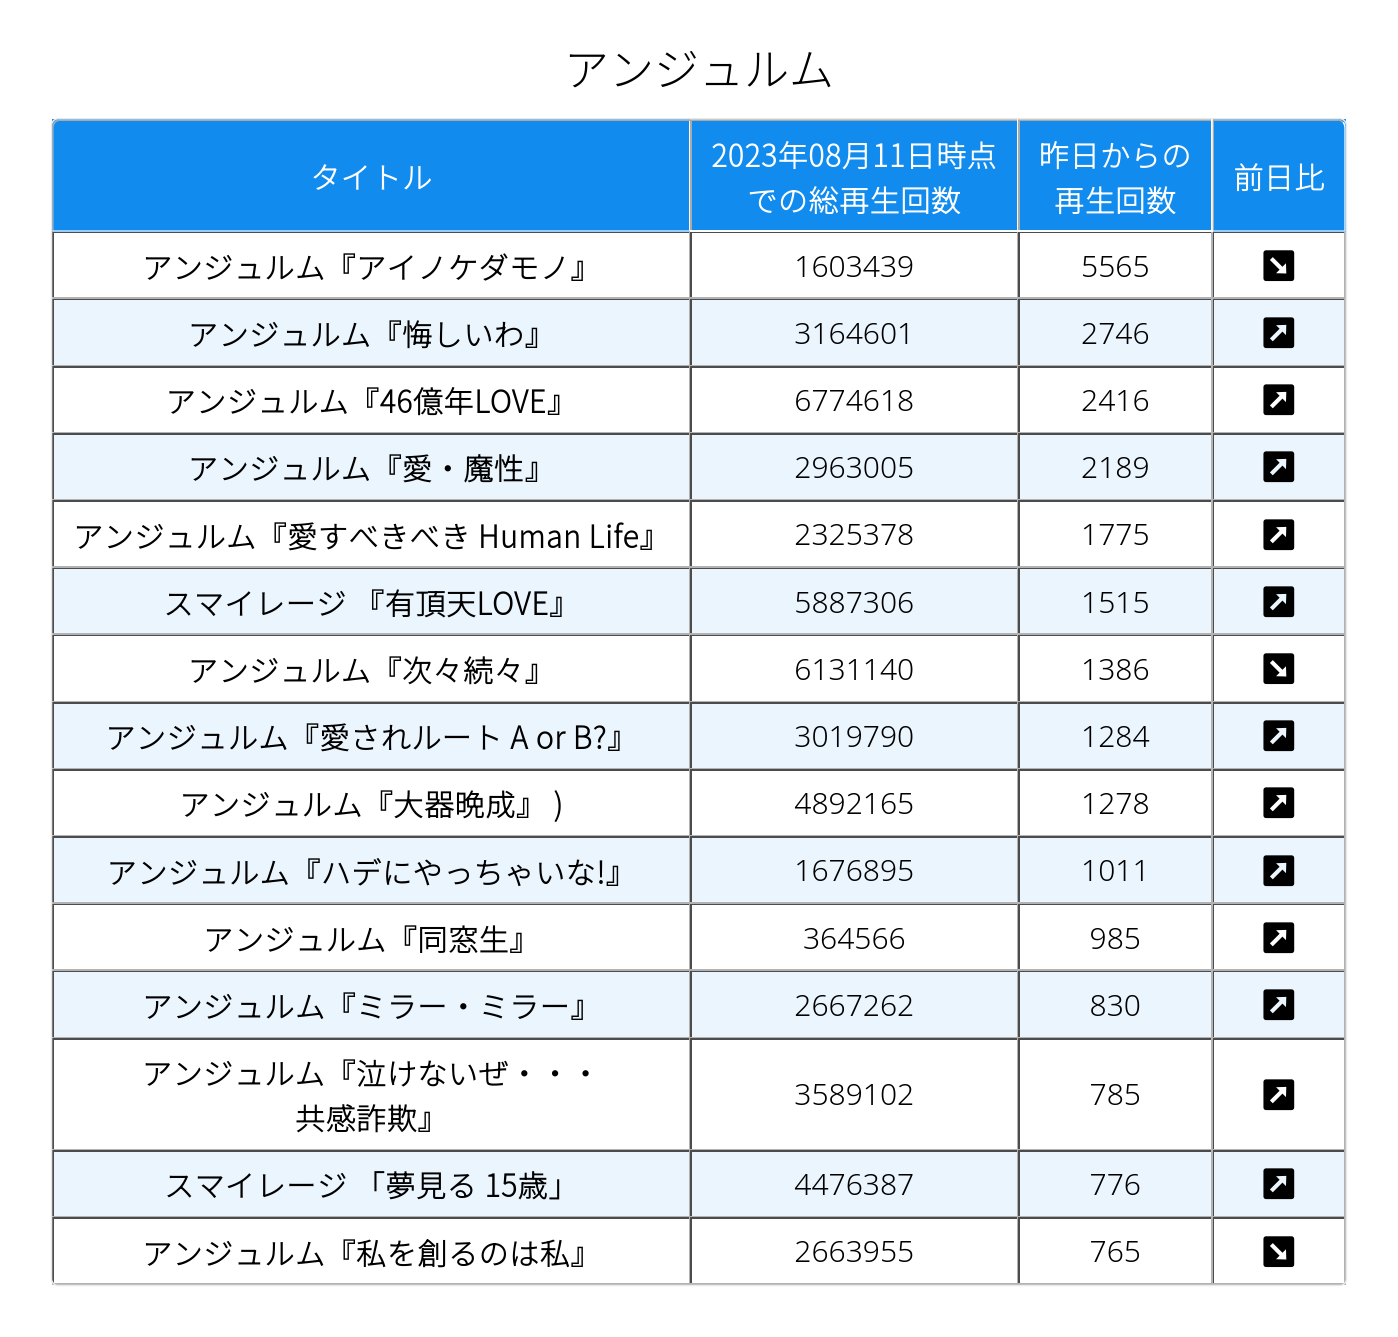 アンジュルム
タイトル
2023年08月11日時点
での総再生回数
昨日からの
再生回数
前日比
アンジュルム『アイノケダモノ』 1603439 5565 ↘
アンジュルム『悔しいわ』 3164601 2746 ↗
アンジュルム『46億年LOVE』 6774618 2416 ↗
アンジュルム『愛・魔性』 2963005 2189 ↗
アンジュルム『愛すべきべき Human Life』 2325378 1775 ↗
スマイレージ 『有頂天LOVE』 5887306 1515 ↗
アンジュルム『次々続々』 6131140 1386 ↘
アンジュルム『愛されルート A or B?』 3019790 1284 ↗
アンジュルム『大器晩成』 ) 4892165 1278 ↗
アンジュルム『ハデにやっちゃいな!』 1676895 1011 ↗
アンジュルム『同窓生』 364566 985 ↗
アンジュルム『ミラー・ミラー』 2667262 830 ↗
アンジュルム『泣けないぜ・・・
共感詐欺』 3589102 785 ↗
スマイレージ 「夢見る 15歳」 4476387 776 ↗
アンジュルム『私を創るのは私』 2663955 765 ↘